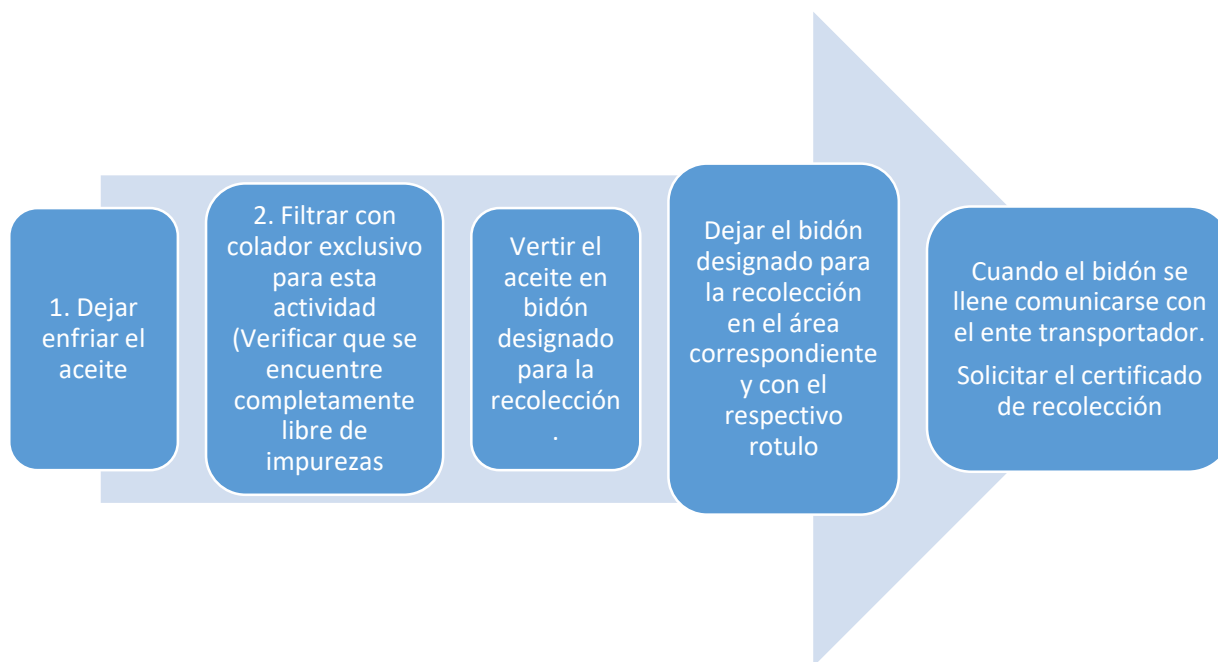 1. Dejar
enfriar el
aceite
2. Filtrar con
colador exclusivo
para esta
actividad
(Verificar que se
encuentre
completamente
libre de
impurezas
Vertir el
aceite en
bidón
designado
para la
recolección
.
Dejar el bidón
designado para
la recolección
en el área
correspondiente
y con el
respectivo
rotulo
Cuando el bidón se
llene comunicarse con
el ente transportador.
Solicitar el certificado
de recolección